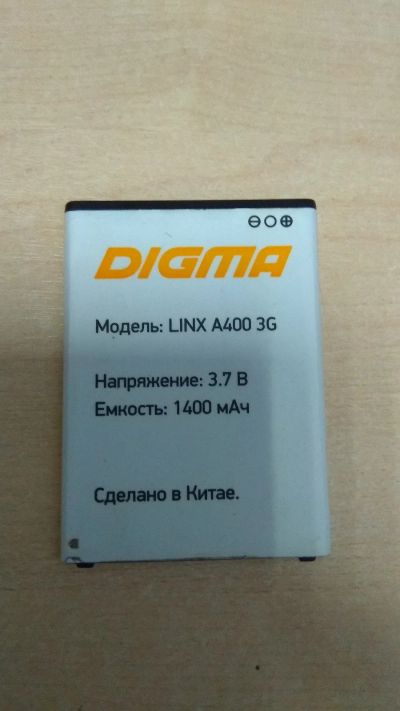 ⊖○⊕
DIGMA
Модель: LINX A400 3G
Напряжение: 3.7 В
Емкость: 1400 мАч
Сделано в Китае.